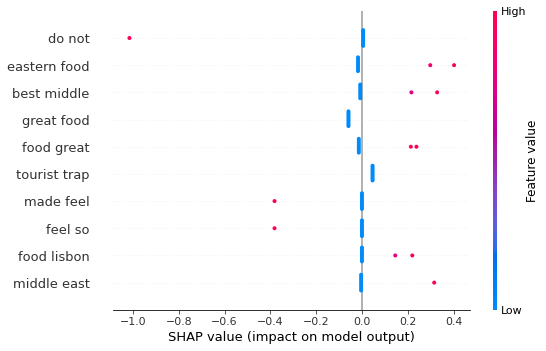 High
do not
eastern food
best middle
great food
food great
tourist trap
made feel
feel so
food lisbon
middle east
Feature value
Low
−1.0 −0.8 −0.6 −0.4 −0.2 0.0 0.2 0.4
SHAP value (impact on model output)